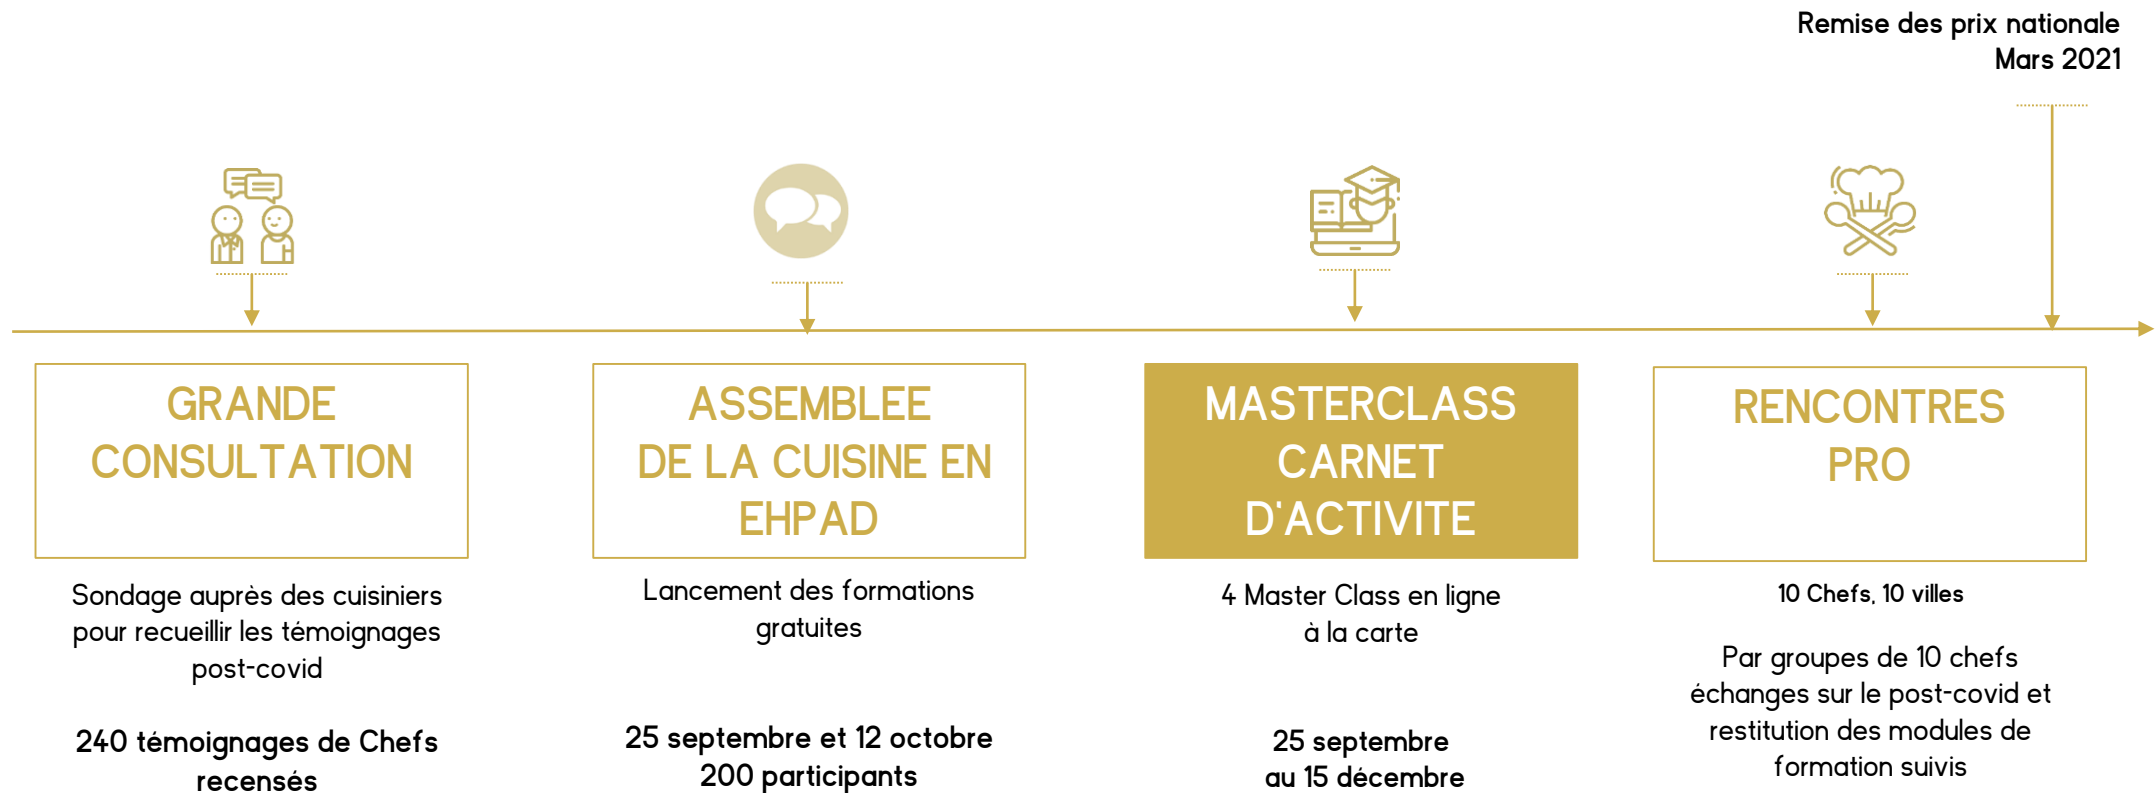 Remise des prix nationale
Mars 2021
GRANDE
CONSULTATION
Sondage auprès des cuisiniers
pour recueillir les témoignages
post-covid
240 témoignages de Chefs
recensés
ASSEMBLEE
DE LA CUISINE EN
EHPAD
Lancement des formations
gratuites
25 septembre et 12 octobre
200 participants
MASTERCLASS
CARNET
D'ACTIVITE
4 Master Class en ligne
à la carte
25 septembre
au 15 décembre
RENCONTRES
PRO
10 Chefs, 10 villes
Par groupes de 10 chefs
échanges sur le post-covid et
restitution des modules de
formation suivis